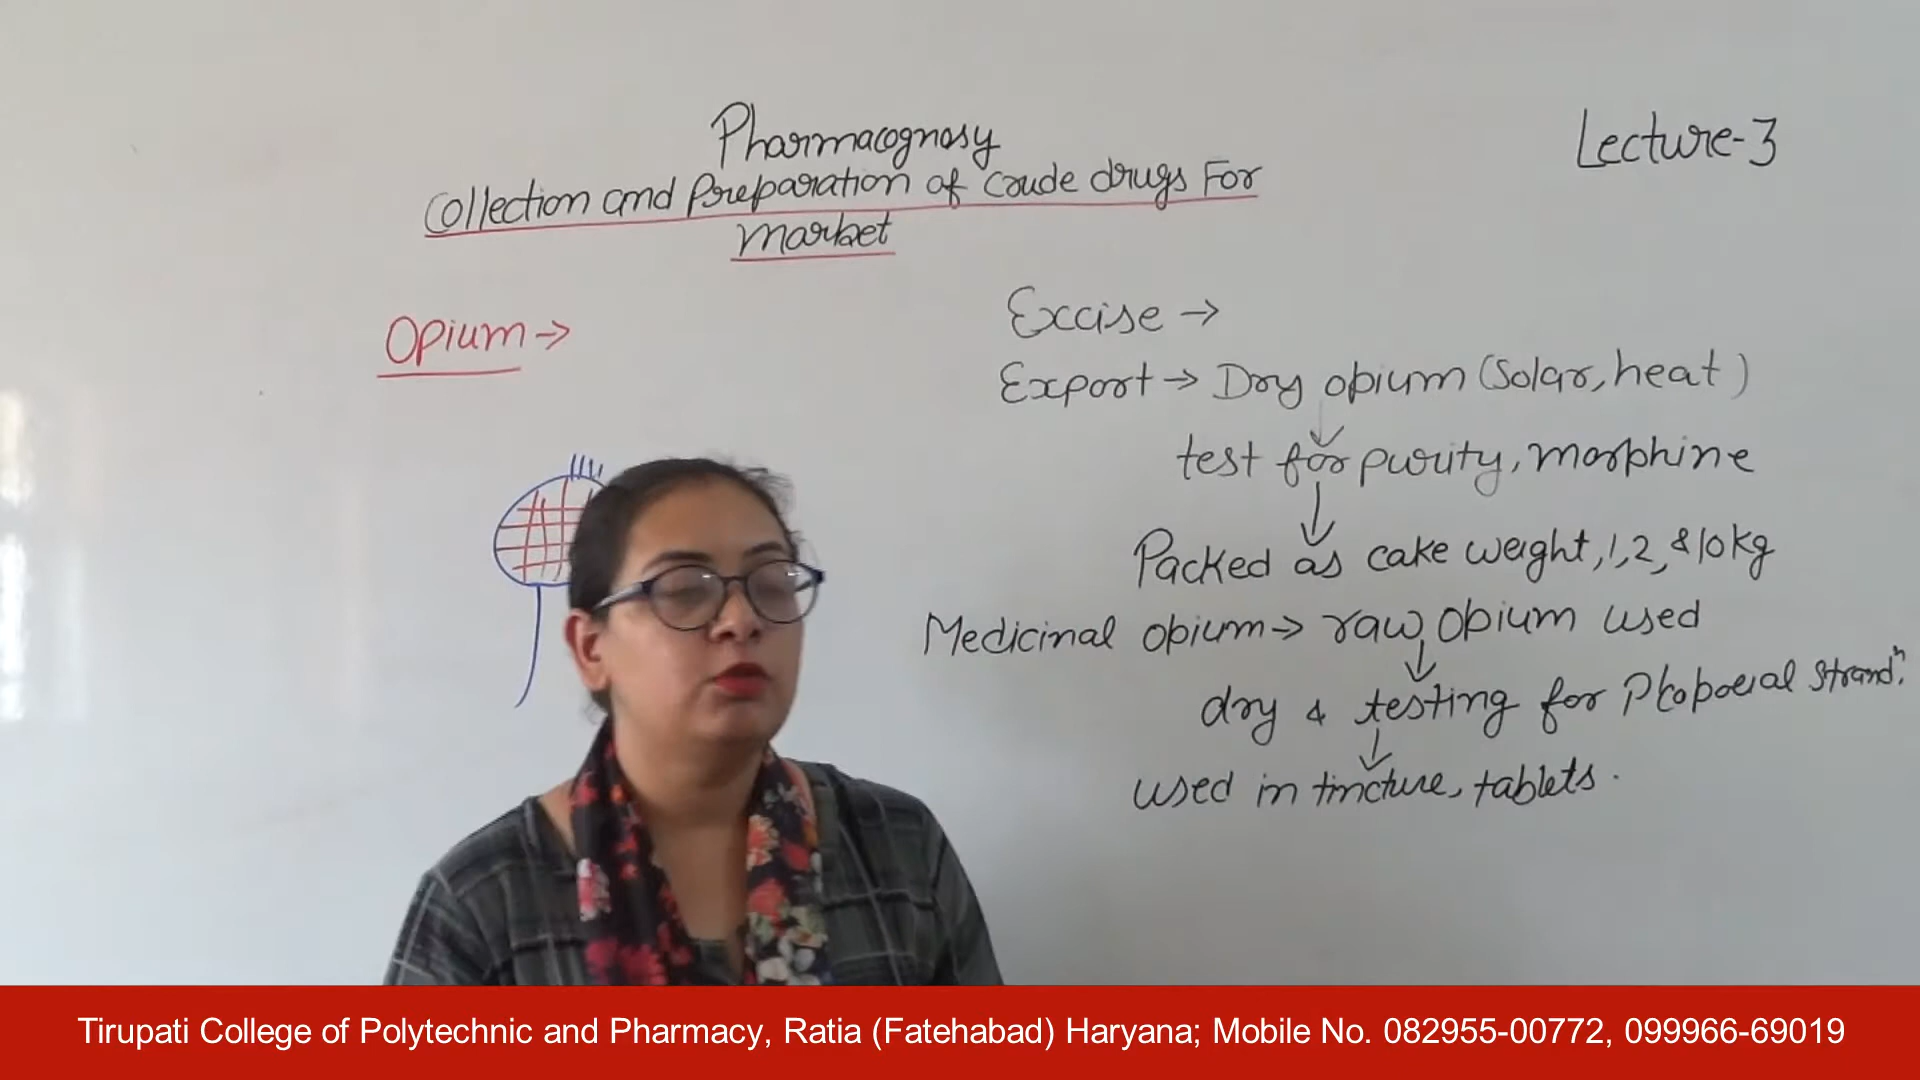 Pharmacognosy
Lecture-3
Collection and Preparation of Crude drugs For
market
Opium →
Excise →
Export → Dry opium (Solar, heat)
test for purity, morphine
Packed as cake weight, 1, 2, & 10 kg
Medicinal opium → raw opium used
dry & testing for
used in tincture, tablets.
Tirupati College of Polytechnic and Pharmacy, Ratia (Fatehabad) Haryana; Mobile No. 082955-00772, 099966-69019